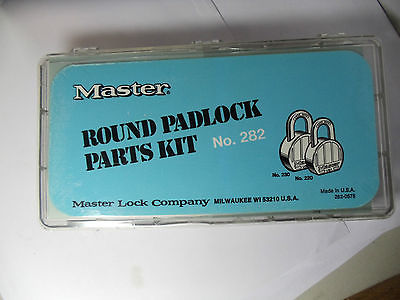 Master
ROUND PADLOCK
PARTS KIT No. 282
No. 230 No. 220
Made in U.S.A.
282-0578
Master Lock Company MILWAUKEE WI 53210 U.S.A.